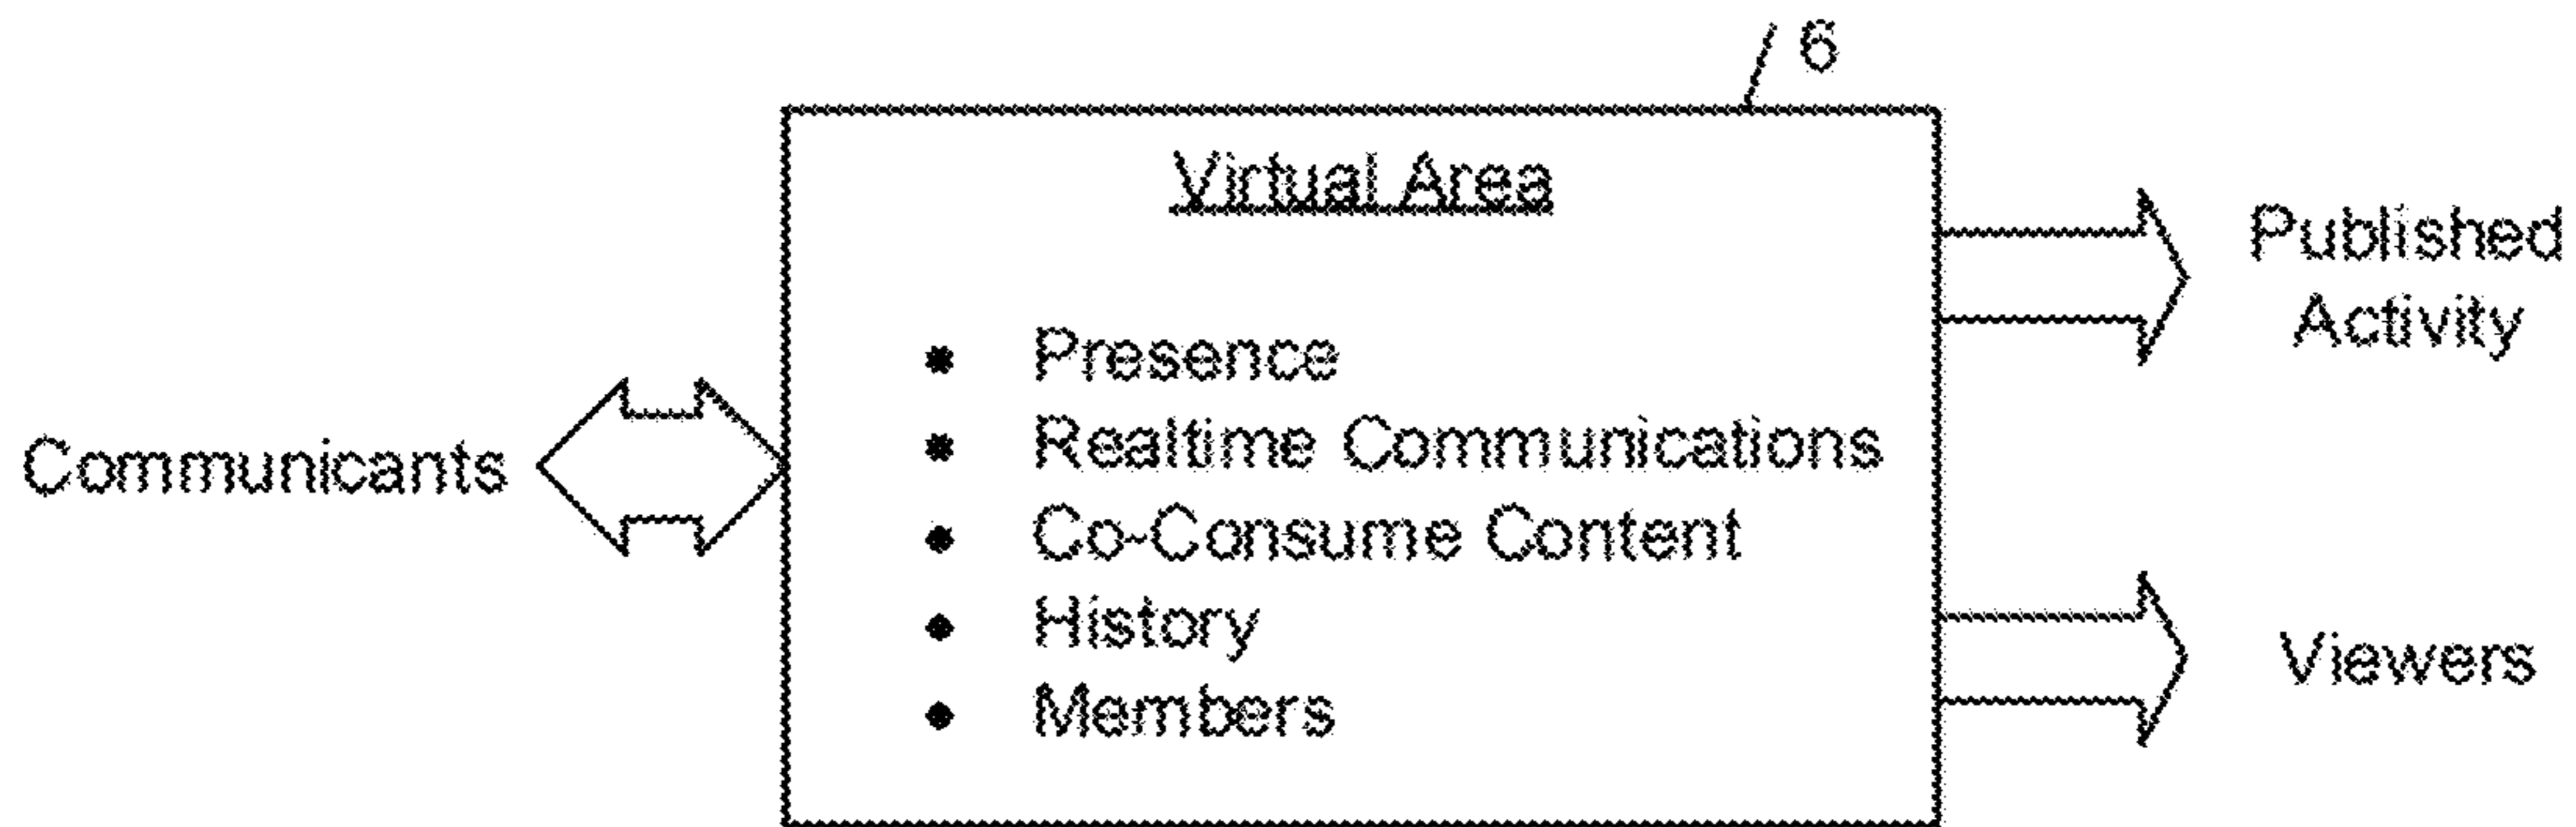 6
Virtual Area
• Presence
• Realtime Communications
• Co-Consume Content
• History
• Members
Communicants
Published
Activity
Viewers